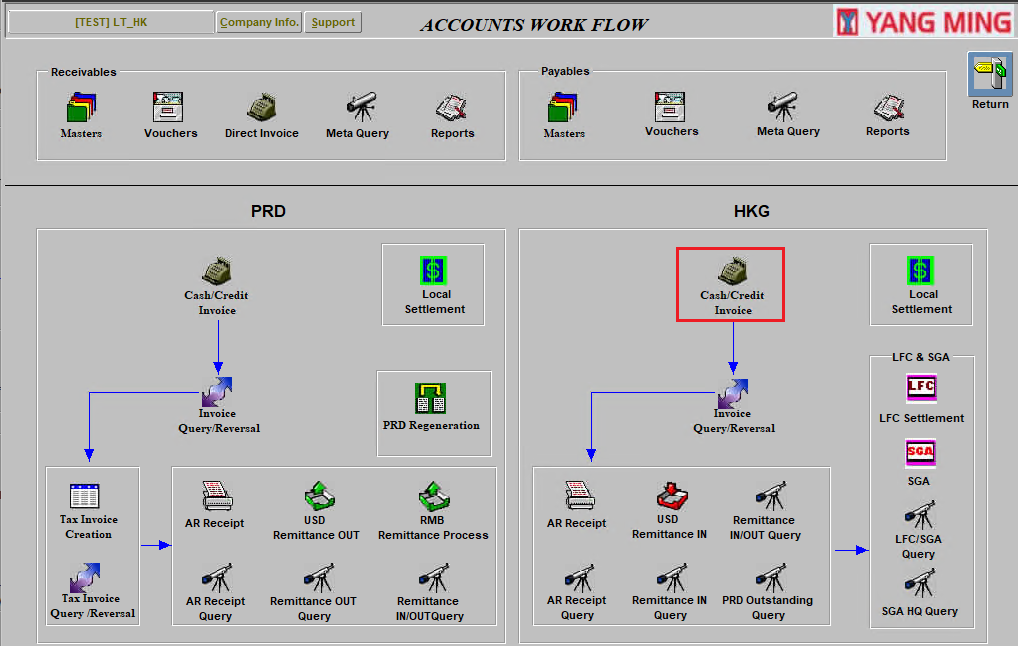 [TEST] LT_HK
Company Info.
Support
ACCOUNTS WORK FLOW
YANG MING
Receivables
Masters
Vouchers
Direct Invoice
Meta Query
Reports
Payables
Masters
Vouchers
Meta Query
Reports
Return
PRD
Cash/Credit
Invoice
Local
Settlement
Invoice
Query/Reversal
PRD Regeneration
Tax Invoice
Creation
Tax Invoice
Query /Reversal
AR Receipt
USD
Remittance OUT
RMB
Remittance Process
AR Receipt
Query
Remittance OUT
Query
Remittance
IN/OUTQuery
HKG
Cash/Credit
Invoice
Local
Settlement
Invoice
Query/Reversal
AR Receipt
USD
Remittance IN
Remittance
IN/OUT Query
AR Receipt
Query
Remittance IN
Query
PRD Outstanding
Query
LFC & SGA
LFC
LFC Settlement
SGA
SGA
LFC/SGA
Query
SGA HQ Query